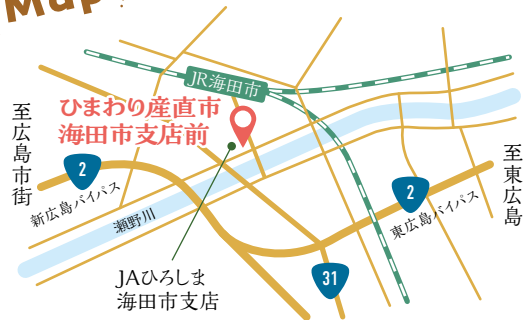 Map
JR海田市
ひまわり産直市
海田市支店前
至広島市街
2
新広島バイパス
瀬野川
至東広島
2
東広島バイパス
JAひろしま
海田市支店
31